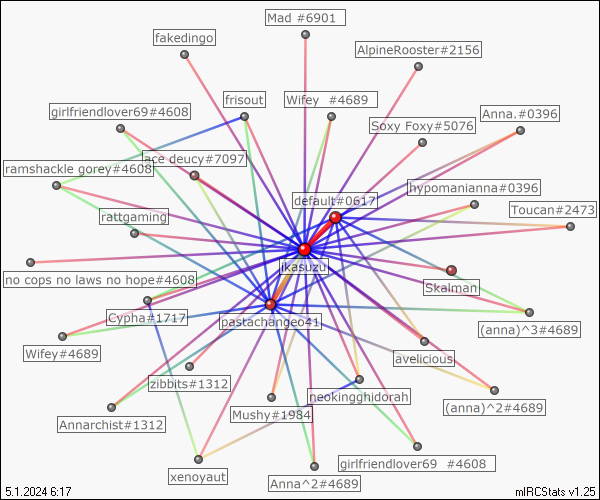 Mad #6901
fakedingo
AlpineRooster#2156
frisout
Wifey #4689
girlfriendlover69#4608
Anna.#0396
Soxy Foxy#5076
ace deucy#7097
ramshackle gorey#4608
default#0617
hypomanianna#0396
Toucan#2473
rattgaming
ikasuzu
no cops no laws no hope#4608
Skalman
Cypha#1717
pastachange41
(anna)^3#4689
Wifey#4689
avelicious
zibbits#1312
neokingghidorah
(anna)^2#4689
Mushy#1984
Annarchist#1312
girlfriendlover69 #4608
xenoyaut
Anna^2#4689
5.1.2024 6:17
mIRCStats v1.25